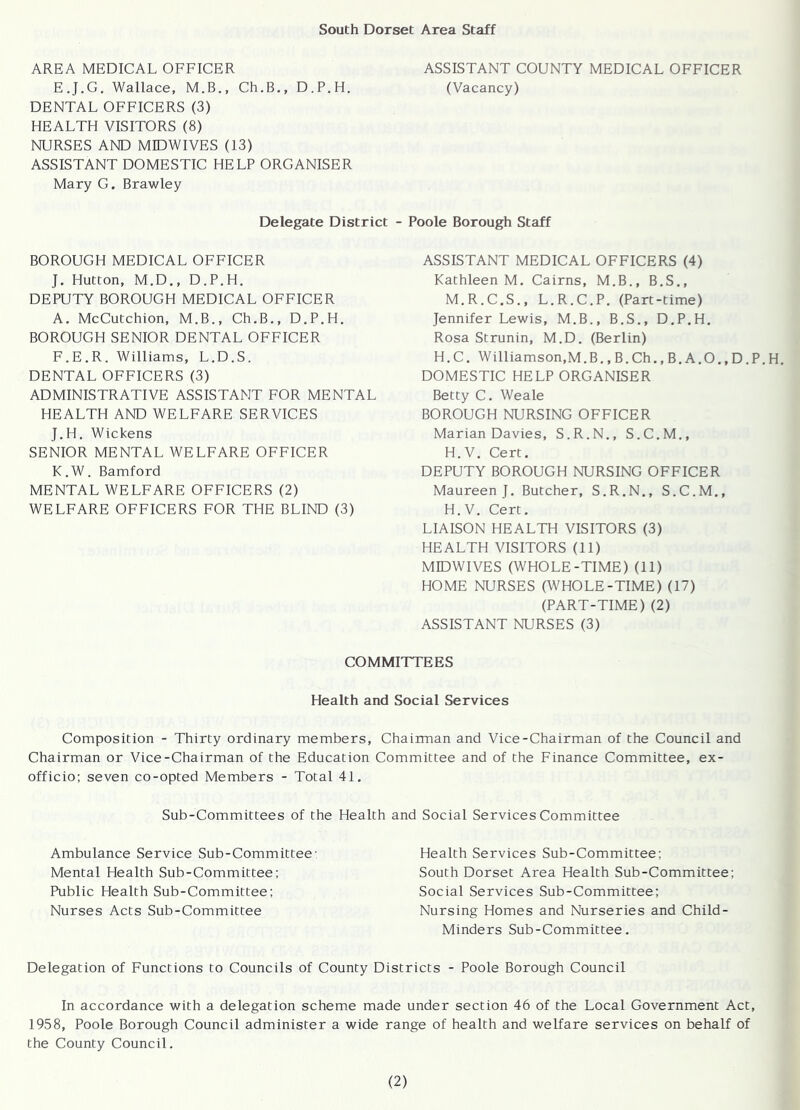 South Dorset Area Staff
AREA MEDICAL OFFICER
E.J.G. Wallace, M.B., Ch.B., D.P.H.
DENTAL OFFICERS (3)
HEALTH VISITORS (8)
NURSES AND MIDWIVES (13)
ASSISTANT DOMESTIC HELP ORGANISER
Mary G. Brawley
ASSISTANT COUNTY MEDICAL OFFICER
(Vacancy)
Delegate District - Poole Borough Staff
BOROUGH MEDICAL OFFICER
J. Hutton, M.D., D.P.H.
DEPUTY BOROUGH MEDICAL OFFICER
A. McCutchion, M.B., Ch.B., D.P.H.
BOROUGH SENIOR DENTAL OFFICER
F.E.R. Williams, L.D.S.
DENTAL OFFICERS (3)
ADMINISTRATIVE ASSISTANT FOR MENTAL
HEALTH AND WELFARE SERVICES
J.H. Wickens
SENIOR MENTAL WELFARE OFFICER
K.W. Bamford
MENTAL WELFARE OFFICERS (2)
WELFARE OFFICERS FOR THE BLIND (3)
ASSISTANT MEDICAL OFFICERS (4)
Kathleen M. Cairns, M.B., B.S.,
M.R.C.S., L.R.C.P. (Part-time)
Jennifer Lewis, M.B., B.S., D.P.H.
Rosa Strunin, M.D. (Berlin)
H.C. Williamson,M.B.,B.Ch.,B.A.O.,D.P.H.
DOMESTIC HELP ORGANISER
Betty C. Weale
BOROUGH NURSING OFFICER
Marian Davies, S.R.N., S.C.M.,
H.V. Cert.
DEPUTY BOROUGH NURSING OFFICER
Maureen J. Butcher, S.R.N., S.C.M.,
H.V. Cert.
LIAISON HEALTH VISITORS (3)
HEALTH VISITORS (11)
MIDWIVES (WHOLE-TIME) (11)
HOME NURSES (WHOLE-TIME) (17)
(PART-TIME) (2)
ASSISTANT NURSES (3)
COMMITTEES
Health and Social Services
Composition - Thirty ordinary members, Chairman and Vice-Chairman of the Council and
Chairman or Vice-Chairman of the Education Committee and of the Finance Committee, ex-
officio; seven co-opted Members - Total 41.
Sub-Committees of the Health and Social Services Committee
Ambulance Service Sub-Committee;
Mental Health Sub-Committee;
Public Health Sub-Committee;
Nurses Acts Sub-Committee
Health Services Sub-Committee;
South Dorset Area Health Sub-Committee;
Social Services Sub-Committee;
Nursing Homes and Nurseries and Child-
Minders Sub-Committee.
Delegation of Functions to Councils of County Districts - Poole Borough Council
In accordance with a delegation scheme made under section 46 of the Local Government Act,
1958, Poole Borough Council administer a wide range of health and welfare services on behalf of
the County Council.
(2)